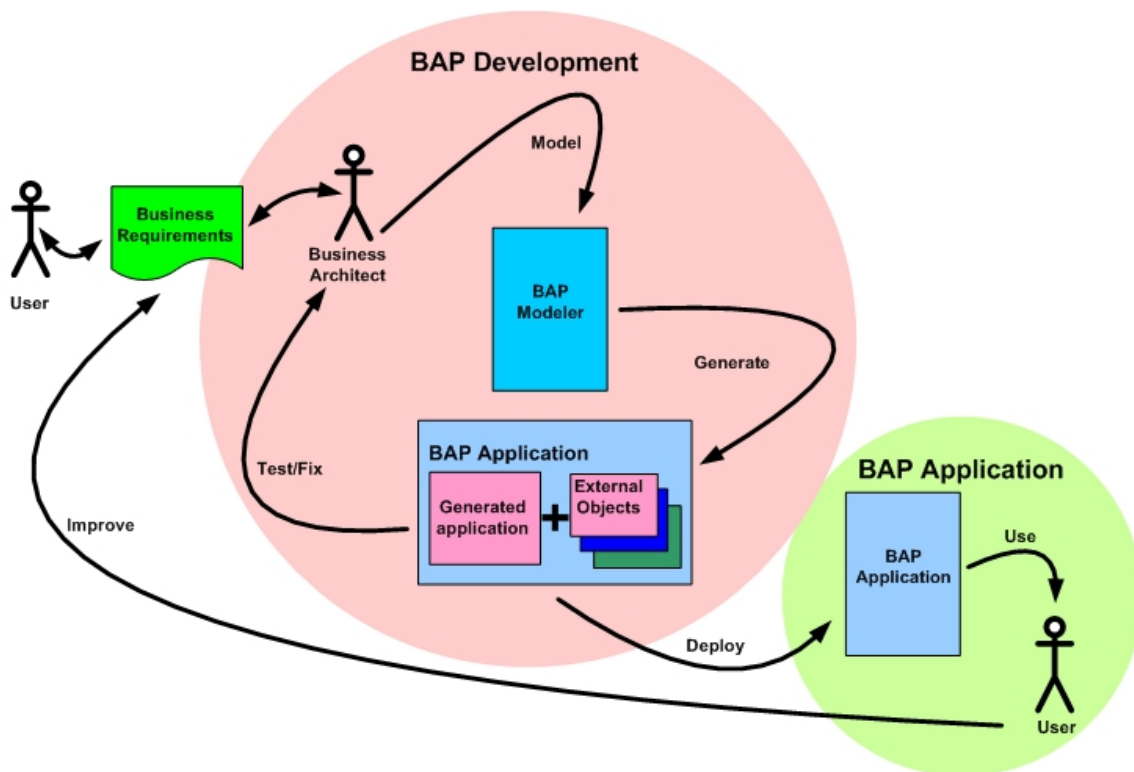 BAP Development
Model
Business
Requirements
Business
Architect
User
BAP
Modeler
Generate
BAP Application
Generated
application
+
External
Objects
Test/Fix
Improve
Deploy
BAP Application
BAP
Application
Use
User